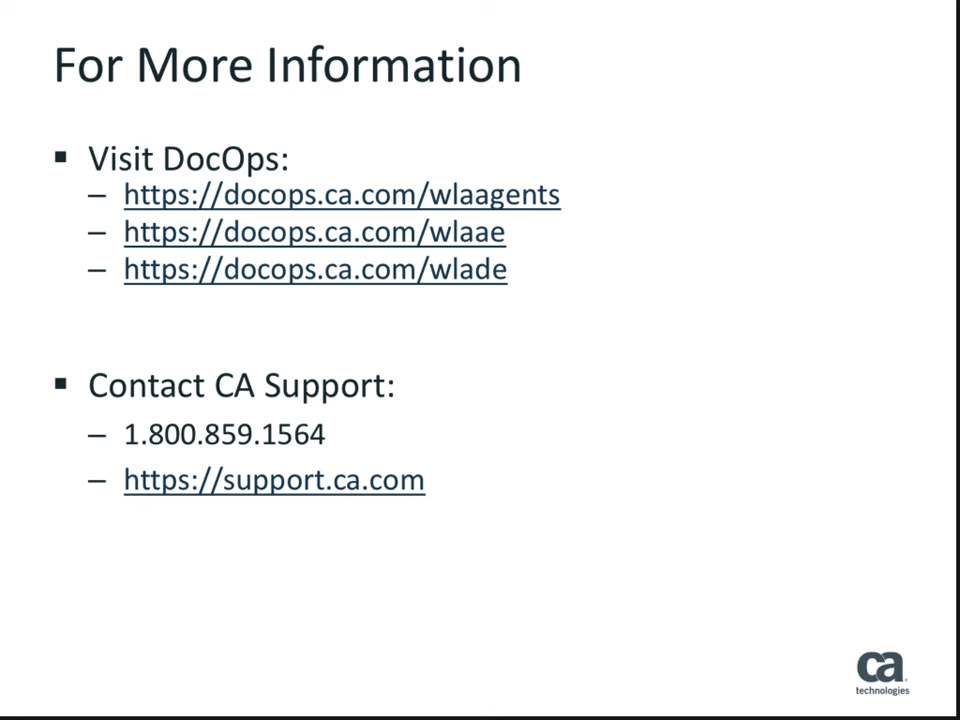 For More Information
▪ Visit DocOps:
– https://docops.ca.com/wlaagents
– https://docops.ca.com/wlaae
– https://docops.ca.com/wlade
▪ Contact CA Support:
– 1.800.859.1564
– https://support.ca.com
ca
technologies